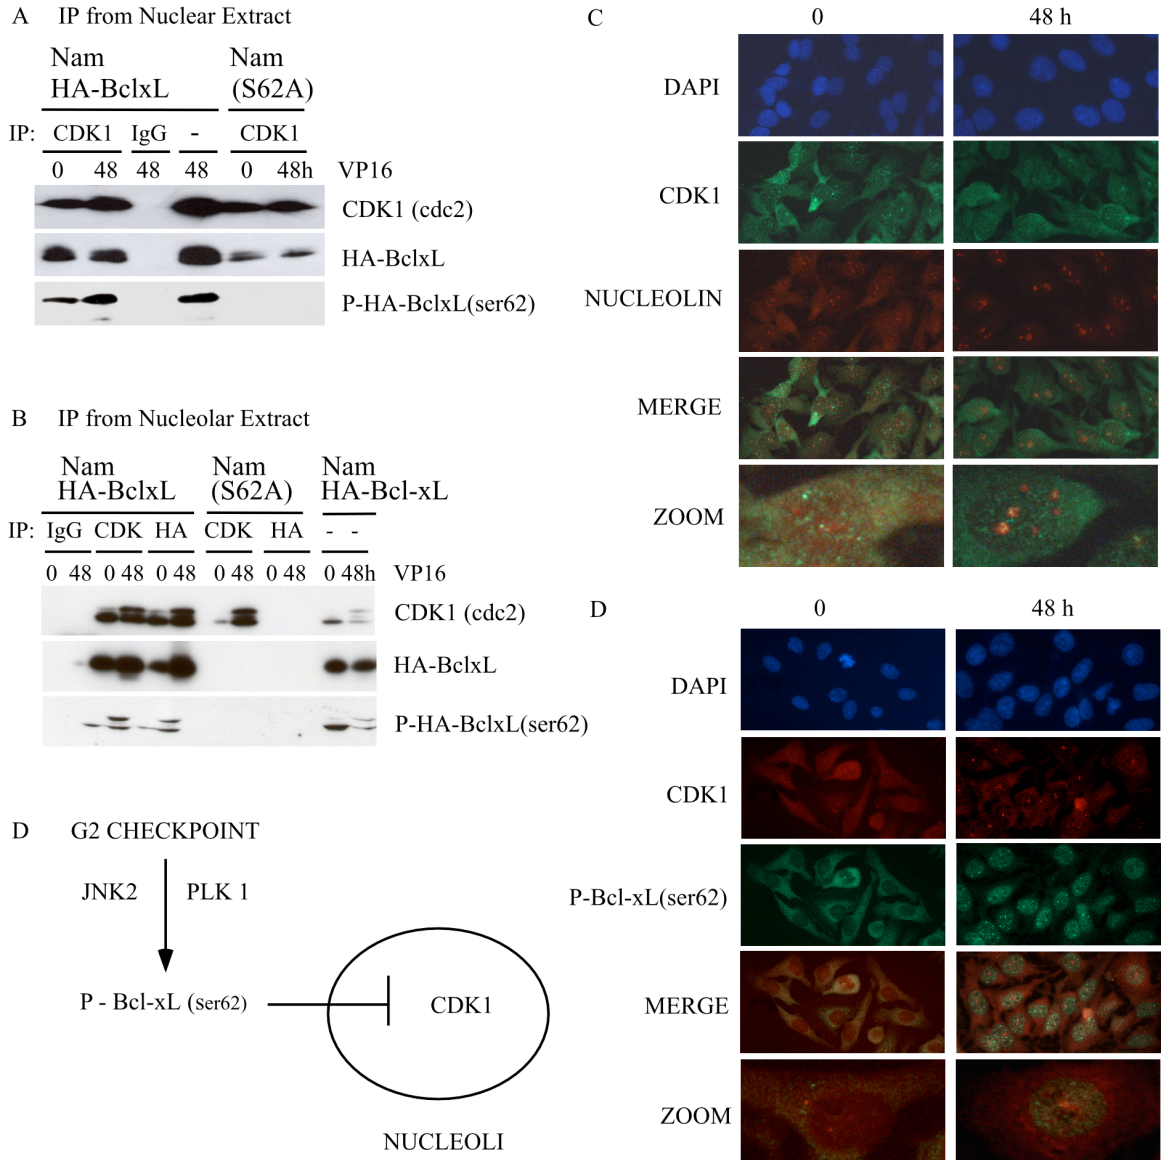 A IP from Nuclear Extract
Nam Nam
HA-BclxL (S62A)
IP: CDK1 IgG - CDK1
0 48 48 48 0 48h VP16
CDK1 (cdc2)
HA-BclxL
P-HA-BclxL(ser62)
B IP from Nucleolar Extract
Nam Nam Nam
HA-BclxL (S62A) HA-Bcl-xL
IP: IgG CDK HA CDK HA - -
0 48 0 48 0 48 0 48 0 48 0 48h VP16
CDK1 (cdc2)
HA-BclxL
P-HA-BclxL(ser62)
D G2 CHECKPOINT
JNK2 PLK 1
P - Bcl-xL (ser62) CDK1
NUCLEOLI
C 0 48 h
DAPI
CDK1
NUCLEOLIN
MERGE
ZOOM
D 0 48 h
DAPI
CDK1
P-Bcl-xL(ser62)
MERGE
ZOOM